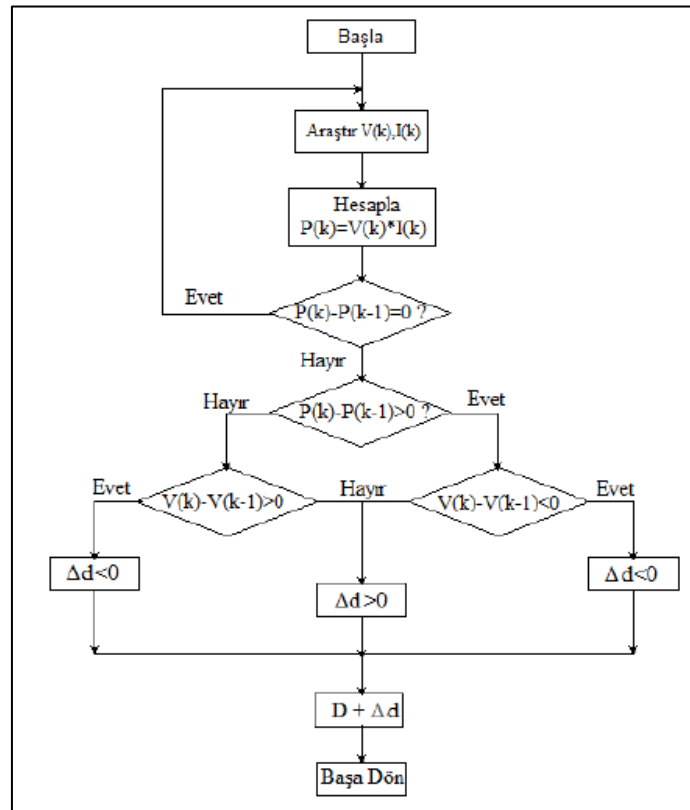 Başla
Araştır V(k),I(k)
Hesapla
P(k)=V(k)*I(k)
Evet
P(k)-P(k-1)=0 ?
Hayır
Hayır
P(k)-P(k-1)>0 ?
Evet
Evet
V(k)-V(k-1)>0
Hayır
V(k)-V(k-1)<0
Evet
Δd<0
Δd>0
Δd<0
D + Δd
Başa Dön